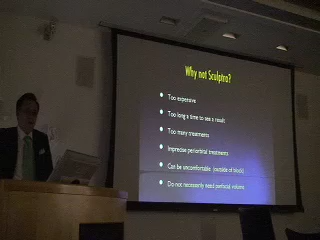 Why not Sculptra?
Too expensive
Too long a time to see a result
Too many treatments
Imprecise periorbital treatments
Can be uncomfortable (outside of block)
Do not necessarily need panfacial volume